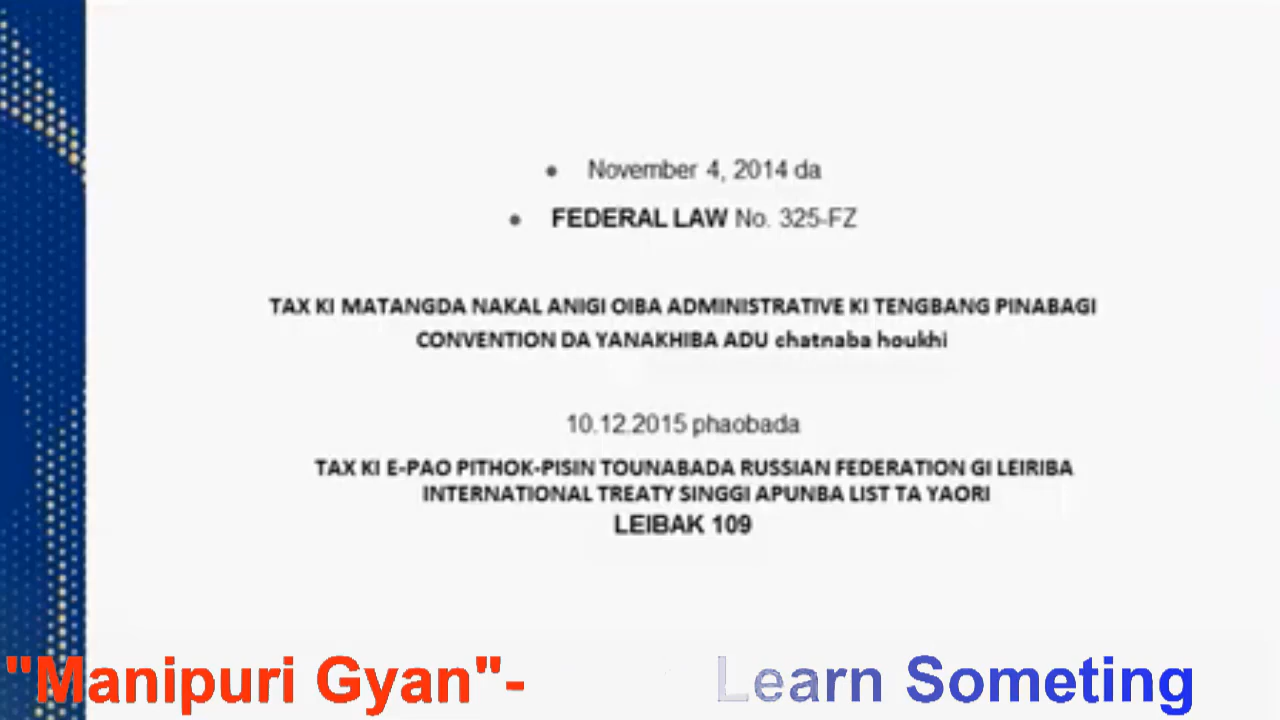 • November 4, 2014 da
• FEDERAL LAW No. 325-FZ
TAX KI MATANGDA NAKAL ANIGI OIBA ADMINISTRATIVE KI TENGBANG PINABAGI
CONVENTION DA YANAKHIBA ADU chatnaba houkhi
10.12.2015 phaobada
TAX KI E-PAO PITHOK-PISIN TOUNABADA RUSSIAN FEDERATION GI LEIRIBA
INTERNATIONAL TREATY SINGGI APUNBA LIST TA YAORI
LEIBAK 109
"Manipuri Gyan"- Learn Someting